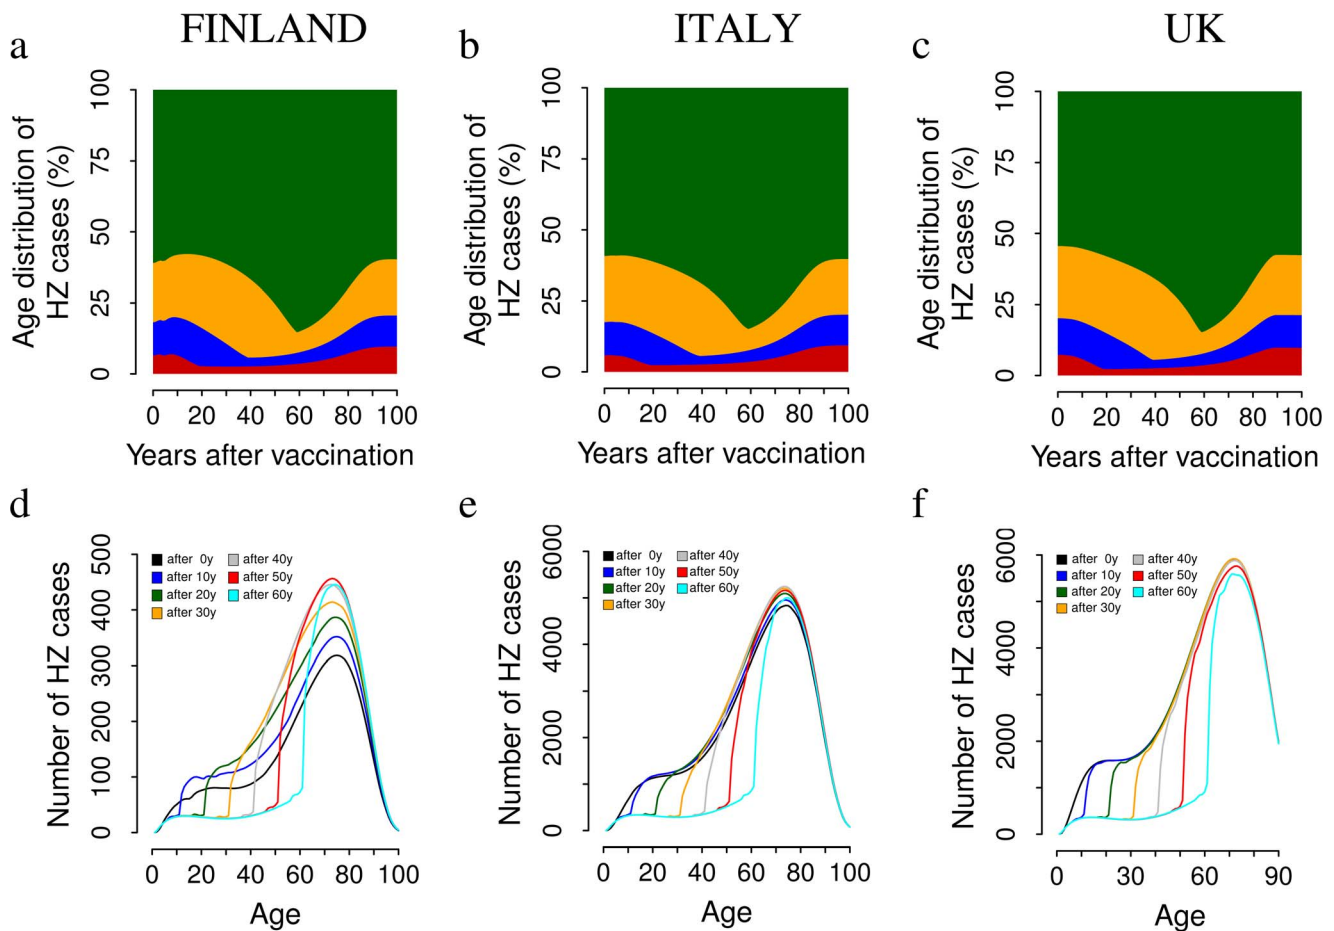 FINLAND
ITALY
UK
a
b
c
Age distribution of
HZ cases (%)
0 25 50 75 100
0 20 40 60 80 100
Years after vaccination
Age distribution of
HZ cases (%)
0 25 50 75 100
0 20 40 60 80 100
Years after vaccination
Age distribution of
HZ cases (%)
0 25 50 75 100
0 20 40 60 80 100
Years after vaccination
d
e
f
Number of HZ cases
0 100 200 300 400 500
after 0y
after 10y
after 20y
after 30y
after 40y
after 50y
after 60y
0 20 40 60 80 100
Age
Number of HZ cases
0 2000 4000 6000
after 0y
after 10y
after 20y
after 30y
after 40y
after 50y
after 60y
0 20 40 60 80 100
Age
Number of HZ cases
0 2000 4000 6000
after 0y
after 10y
after 20y
after 30y
after 40y
after 50y
after 60y
0 30 60 90
Age